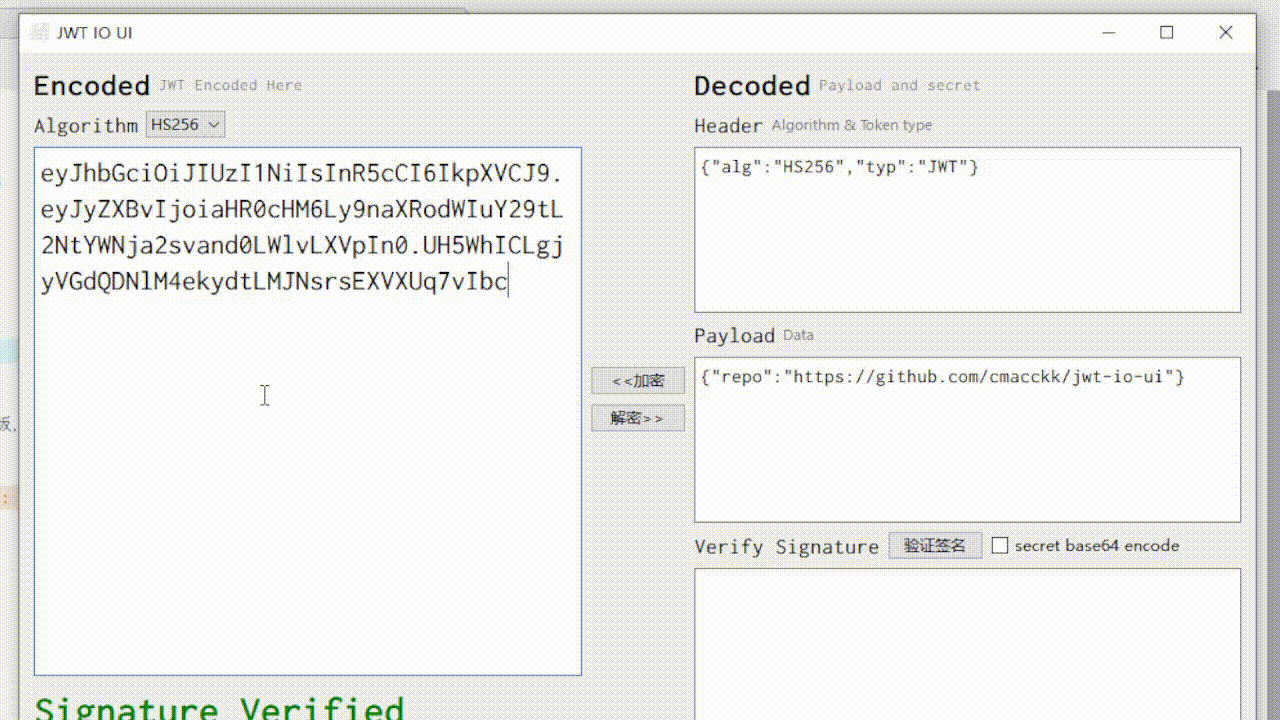 JWT IO UI
Encoded JWT Encoded Here
Algorithm HS256
eyJhbGciOiJIUzI1NiIsInR5cCI6IkpXVCJ9.
eyJyZXBvIjoiaHR0cHM6Ly9naXRodWIuY29tL
2NtYWNja2svand0LWlvLXVpIn0.UH5WhICLgj
yVGdQDNlM4ekydtLMJNsrsEXVXUq7vIbc
Signature Verified
<<加密
解密>>
Decoded Payload and secret
Header Algorithm & Token type
{"alg":"HS256","typ":"JWT"}
Payload Data
{"repo":"https://github.com/cmacckk/jwt-io-ui"}
Verify Signature 验证签名 secret base64 encode
版,
: